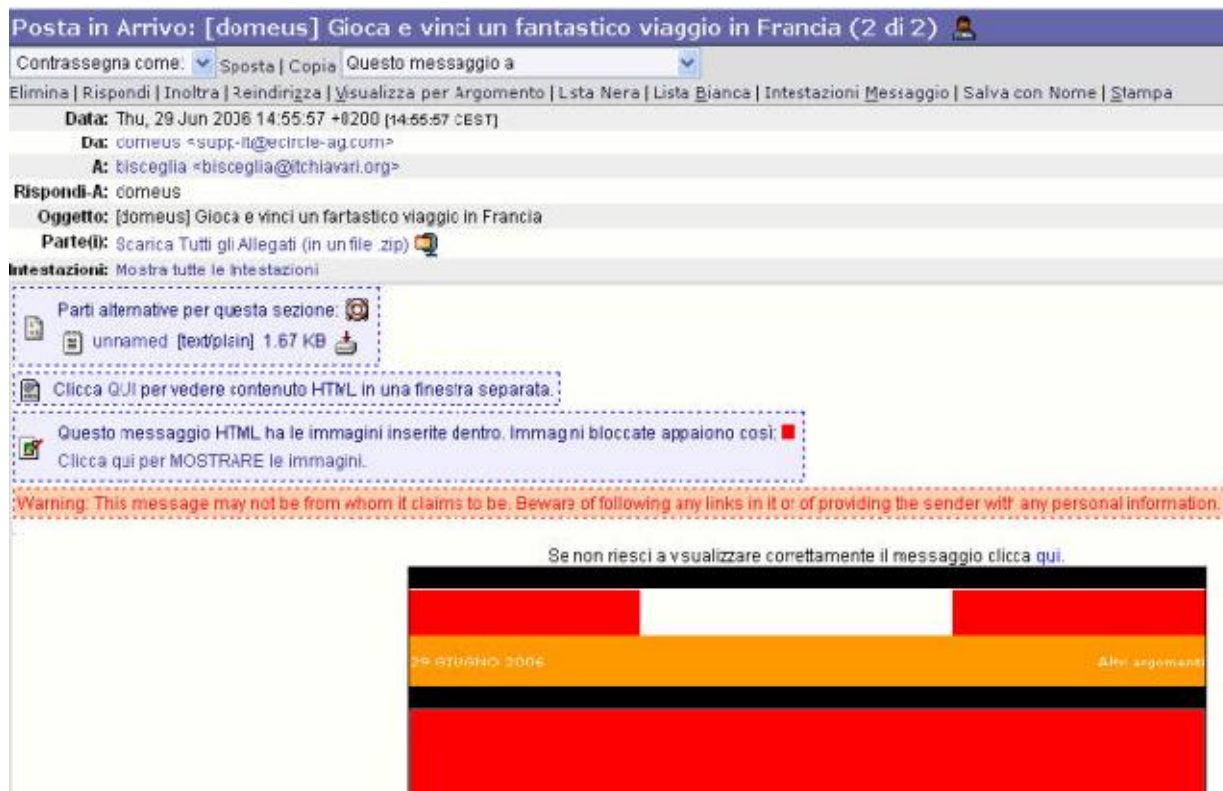 Posta in Arrivo: [domeus] Gioca e vinci un fantastico viaggio in Francia (2 di 2)
Contrassegna come: Sposta | Copia Questo messaggio a
Elimina | Rispondi | Inoltra | Reindirizza | Visualizza per Argomento | Lista Nera | Lista Bianca | Intestazioni Messaggio | Salva con Nome | Stampa
Data: Thu, 29 Jun 2006 14:55:57 +0200 [14:55:57 CEST]
Da: domeus <supp-it@ecircle-ag.com>
A: bisceglia <bisceglia@itchiavari.org>
Rispondi-A: domeus
Oggetto: [domeus] Gioca e vinci un fantastico viaggio in Francia
Parte(i): Scarica Tutti gli Allegati (in un file .zip)
Intestazioni: Mostra tutte le Intestazioni
Parti alternative per questa sezione:
unnamed [text/plain] 1.67 KB
Clicca QUI per vedere contenuto HTML in una finestra separata.
Questo messaggio HTML ha le immagini inserite dentro. Immagini bloccate appaiono così:
Clicca qui per MOSTRARE le immagini.
Warning: This message may not be from whom it claims to be. Beware of following any links in it or of providing the sender with any personal information.
Se non riesci a visualizzare correttamente il messaggio clicca qui.
29 GIUGNO 2006 Altri argomenti